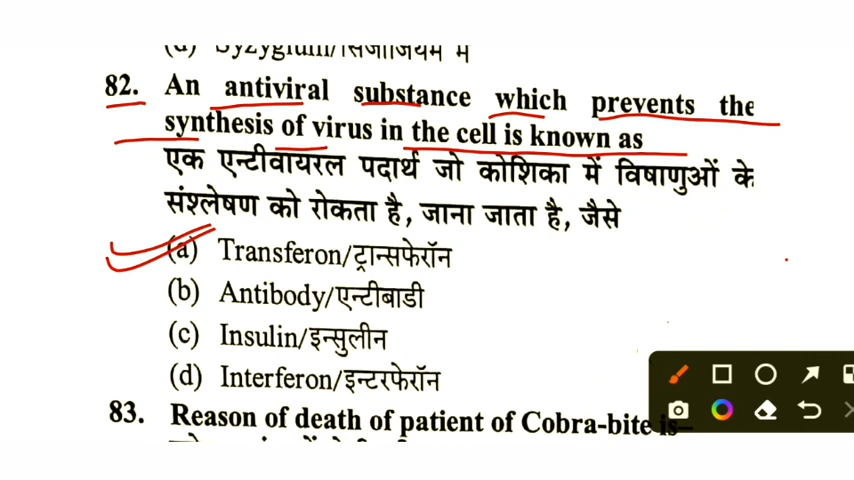 (d) Syzygium/सिजीजियम में
82. An antiviral substance which prevents the
synthesis of virus in the cell is known as
एक एन्टीवायरल पदार्थ जो कोशिका में विषाणुओं के
संश्लेषण को रोकता है, जाना जाता है, जैसे
(a) Transferon/ट्रान्सफेरॉन
(b) Antibody/एन्टीबाडी
(c) Insulin/इन्सुलीन
(d) Interferon/इन्टरफेरॉन
83. Reason of death of patient of Cobra-bite is–